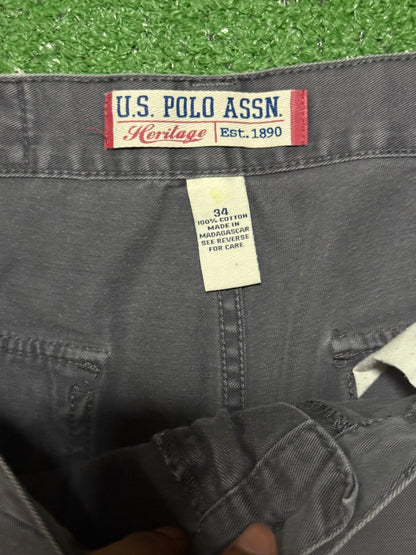 U.S. POLO ASSN.
Heritage Est. 1890
34
100% COTTON
MADE IN
MADAGASCAR
SEE REVERSE
FOR CARE